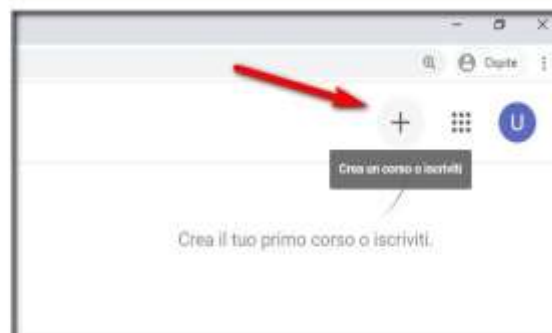 Ospite
U
Crea un corso o iscriviti
Crea il tuo primo corso o iscriviti.